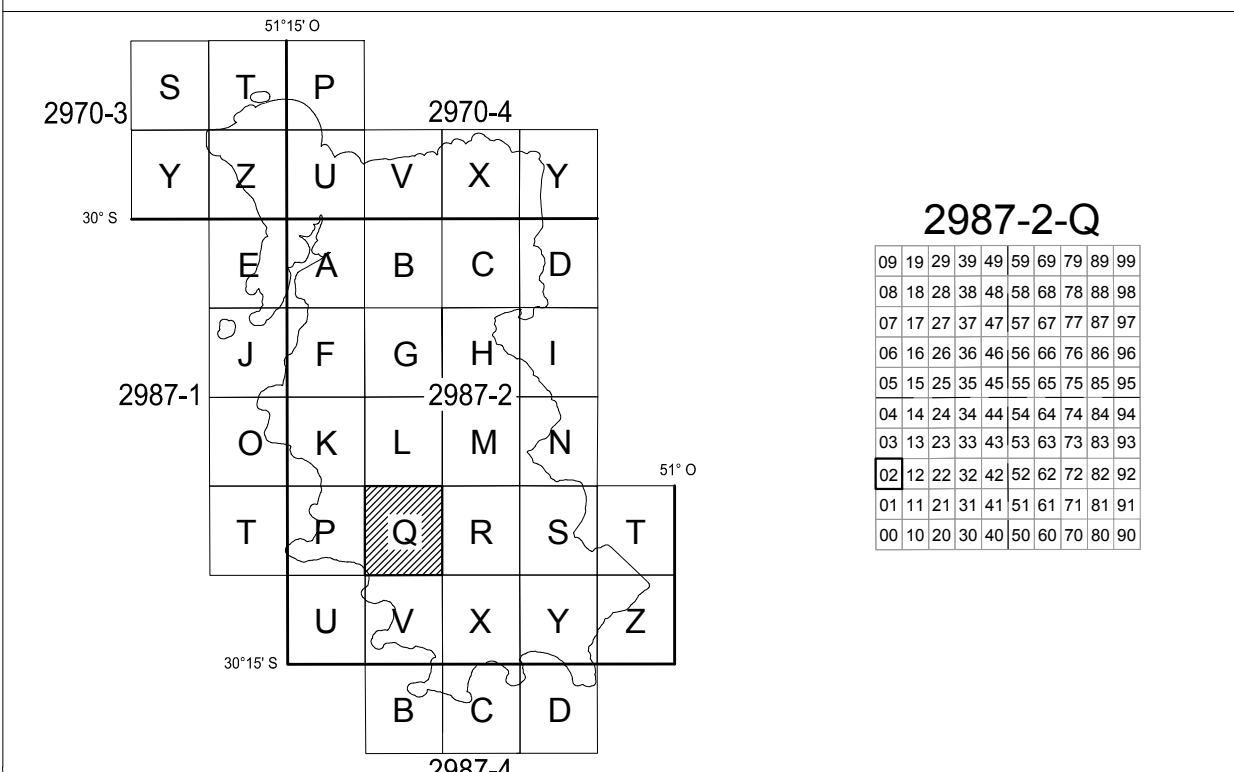 51°15' O
S T P
2970-3
2970-4
Y Z U V X Y
30° S
E A B C D
J F G H I
2987-1
2987-2
O K L M N
51° O
T P Q R S T
U V X Y Z
30°15' S
B C D
2987-4
2987-2-Q
09 19 29 39 49 59 69 79 89 99
08 18 28 38 48 58 68 78 88 98
07 17 27 37 47 57 67 77 87 97
06 16 26 36 46 56 66 76 86 96
05 15 25 35 45 55 65 75 85 95
04 14 24 34 44 54 64 74 84 94
03 13 23 33 43 53 63 73 83 93
02 12 22 32 42 52 62 72 82 92
01 11 21 31 41 51 61 71 81 91
00 10 20 30 40 50 60 70 80 90